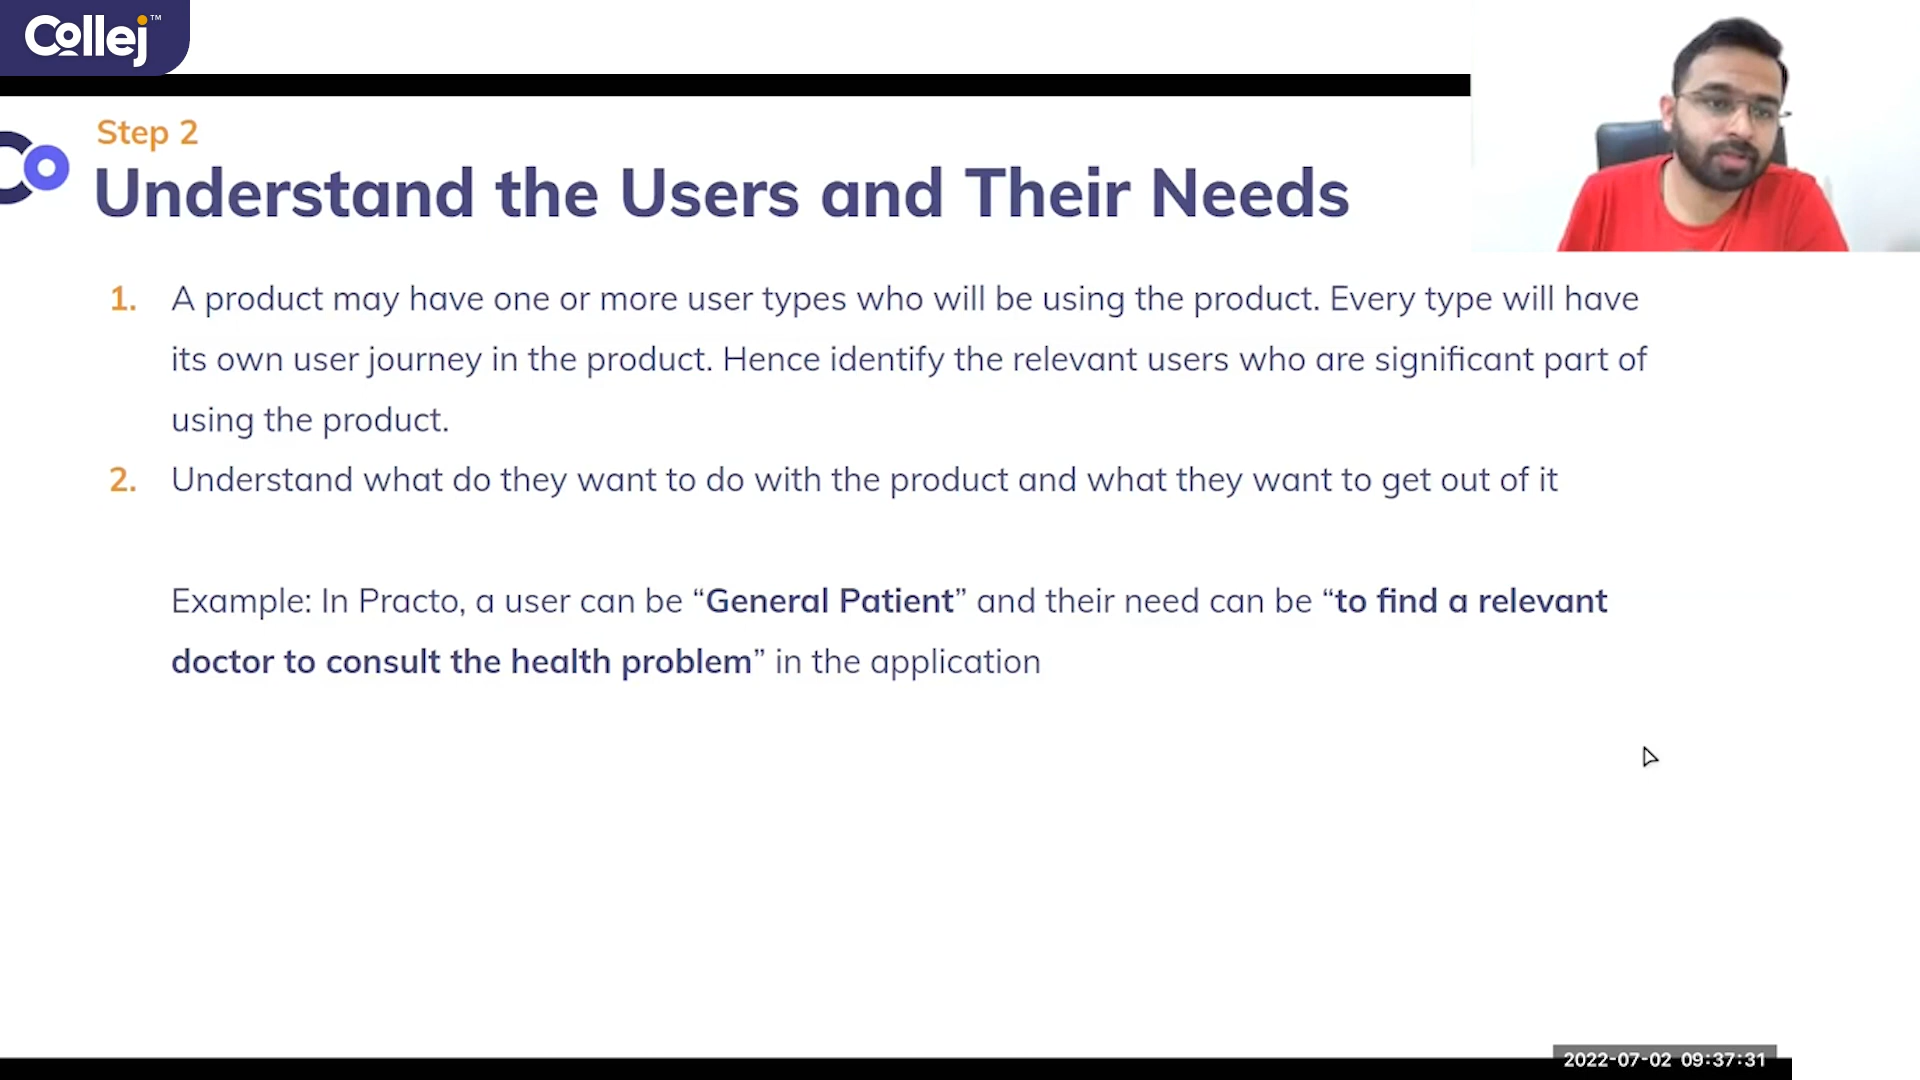 Collej™
Step 2
Understand the Users and Their Needs
1. A product may have one or more user types who will be using the product. Every type will have
its own user journey in the product. Hence identify the relevant users who are significant part of
using the product.
2. Understand what do they want to do with the product and what they want to get out of it
Example: In Practo, a user can be “General Patient” and their need can be “to find a relevant
doctor to consult the health problem” in the application
2022-07-02 09:37:31